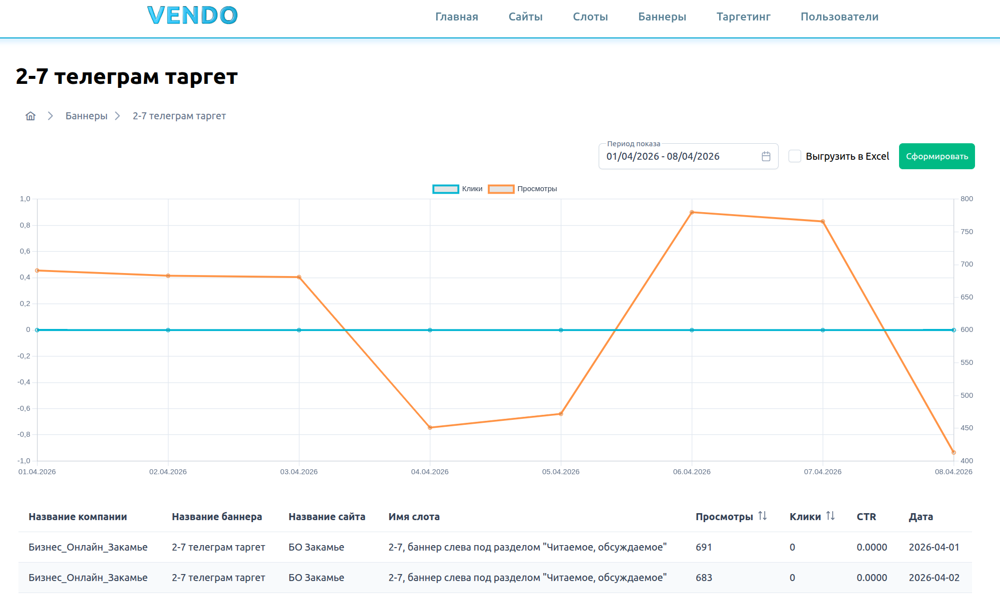 VENDO Главная Сайты Слоты Баннеры Таргетинг Пользователи
2-7 телеграм таргет
Баннеры 2-7 телеграм таргет
Период показа
01/04/2026 - 08/04/2026 Выгрузить в Excel Сформировать
Клики Просмотры
1,0 800
0,8 750
0,6 700
0,4 650
0,2 600
0 550
-0,2 500
-0,4 450
-0,6 400
-0,8
-1,0
01.04.2026 02.04.2026 03.04.2026 04.04.2026 05.04.2026 06.04.2026 07.04.2026 08.04.2026
Название компании Название баннера Название сайта Имя слота Просмотры Клики CTR Дата
Бизнес_Онлайн_Закамье 2-7 телеграм таргет БО Закамье 2-7, баннер слева под разделом "Читаемое, обсуждаемое" 691 0 0.0000 2026-04-01
Бизнес_Онлайн_Закамье 2-7 телеграм таргет БО Закамье 2-7, баннер слева под разделом "Читаемое, обсуждаемое" 683 0 0.0000 2026-04-02